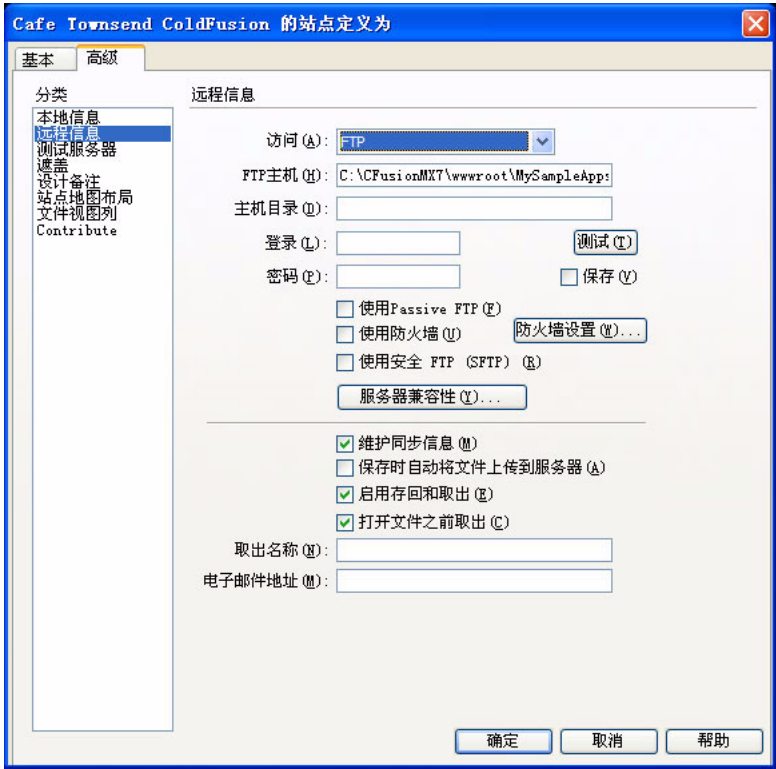 Cafe Townsend ColdFusion 的站点定义为
基本 高级
分类
本地信息
远程信息
测试服务器
遮盖
设计备注
站点地图布局
文件视图列
Contribute
远程信息
访问(A): FTP
FTP主机(H): C:\CFusionMX7\wwwroot\MySampleApps
主机目录(D):
登录(L): 测试(T)
密码(P): 保存(V)
使用Passive FTP(F)
使用防火墙(U) 防火墙设置(W)...
使用安全 FTP (SFTP) (R)
服务器兼容性(Y)...
维护同步信息(M)
保存时自动将文件上传到服务器(A)
启用存回和取出(E)
打开文件之前取出(C)
取出名称(N):
电子邮件地址(M):
确定 取消 帮助